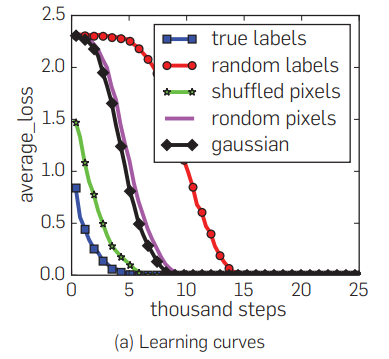 2.5
2.0
1.5
1.0
0.5
0.0
average_loss
true labels
random labels
shuffled pixels
rondom pixels
gaussian
0 5 10 15 20 25
thousand steps
(a) Learning curves